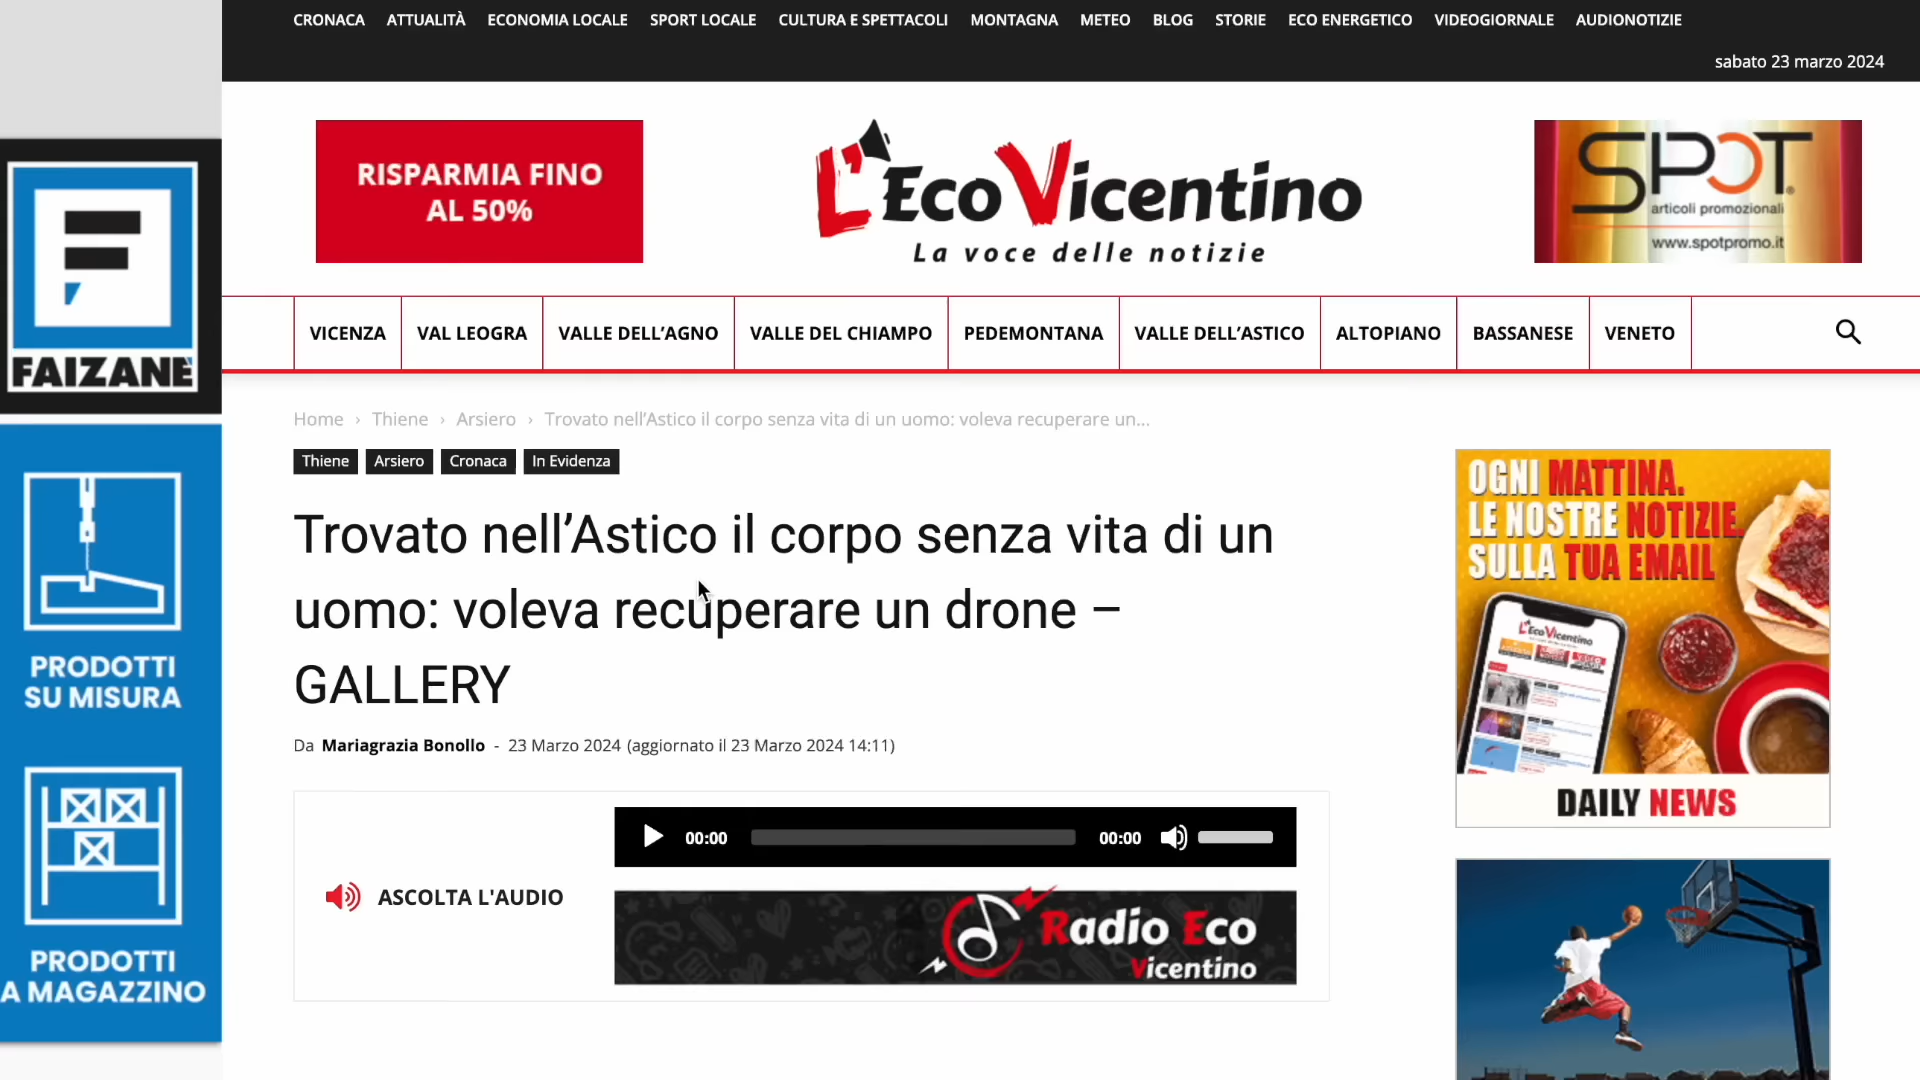 CRONACA ATTUALITÀ ECONOMIA LOCALE SPORT LOCALE CULTURA E SPETTACOLI MONTAGNA METEO BLOG STORIE ECO ENERGETICO VIDEOGIORNALE AUDIONOTIZIE
sabato 23 marzo 2024
RISPARMIA FINO
AL 50%
L'EcoVicentino
La voce delle notizie
SPOT®
articoli promozionali
www.spotpromo.it
F
FAIZANÈ
VICENZA VAL LEOGRA VALLE DELL’AGNO VALLE DEL CHIAMPO PEDEMONTANA VALLE DELL’ASTICO ALTOPIANO BASSANESE VENETO
Home › Thiene › Arsiero › Trovato nell’Astico il corpo senza vita di un uomo: voleva recuperare un...
Thiene Arsiero Cronaca In Evidenza
Trovato nell’Astico il corpo senza vita di un
uomo: voleva recuperare un drone –
GALLERY
Da Mariagrazia Bonollo - 23 Marzo 2024 (aggiornato il 23 Marzo 2024 14:11)
00:00 00:00
ASCOLTA L'AUDIO
Radio Eco
Vicentino
PRODOTTI
SU MISURA
PRODOTTI
A MAGAZZINO
OGNI MATTINA.
LE NOSTRE NOTIZIE.
SULLA TUA EMAIL
L'EcoVicentino
DAILY NEWS